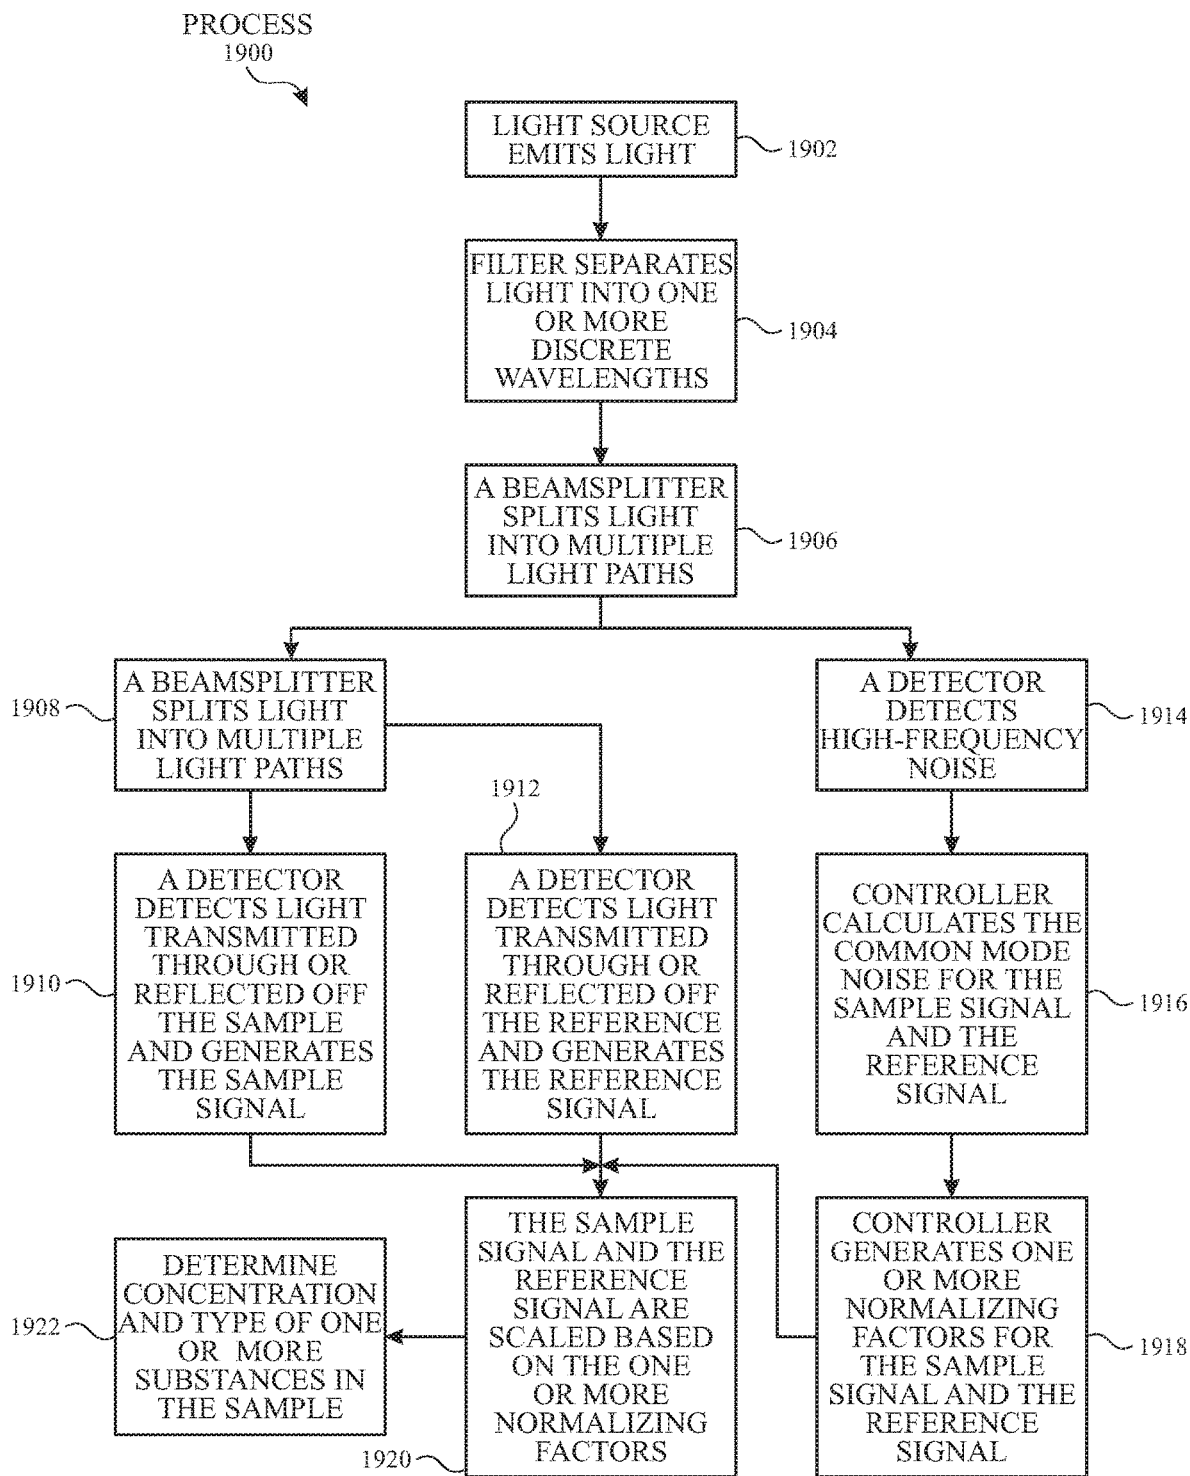 PROCESS
1900
LIGHT SOURCE
EMITS LIGHT
1902
FILTER SEPARATES
LIGHT INTO ONE
OR MORE
DISCRETE
WAVELENGTHS
1904
A BEAMSPLITTER
SPLITS LIGHT
INTO MULTIPLE
LIGHT PATHS
1906
A BEAMSPLITTER
SPLITS LIGHT
INTO MULTIPLE
LIGHT PATHS
1908
A DETECTOR
DETECTS
HIGH-FREQUENCY
NOISE
1914
A DETECTOR
DETECTS LIGHT
TRANSMITTED
THROUGH OR
REFLECTED OFF
THE SAMPLE
AND GENERATES
THE SAMPLE
SIGNAL
1910
1912
A DETECTOR
DETECTS LIGHT
TRANSMITTED
THROUGH OR
REFLECTED OFF
THE REFERENCE
AND GENERATES
THE REFERENCE
SIGNAL
CONTROLLER
CALCULATES THE
COMMON MODE
NOISE FOR THE
SAMPLE SIGNAL
AND THE
REFERENCE
SIGNAL
1916
DETERMINE
CONCENTRATION
AND TYPE OF ONE
OR MORE
SUBSTANCES IN
THE SAMPLE
1922
THE SAMPLE
SIGNAL AND THE
REFERENCE
SIGNAL ARE
SCALED BASED
ON THE ONE
OR MORE
NORMALIZING
FACTORS
1920
CONTROLLER
GENERATES ONE
OR MORE
NORMALIZING
FACTORS FOR
THE SAMPLE
SIGNAL AND THE
REFERENCE
SIGNAL
1918